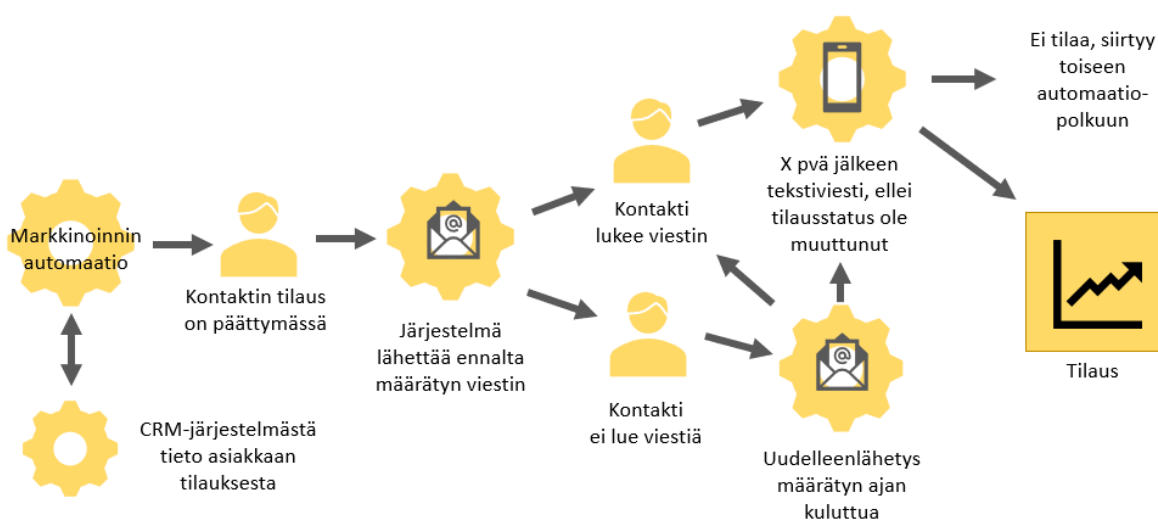 Markkinoinnin
automaatio
CRM-järjestelmästä
tieto asiakkaan
tilauksesta
Kontaktin tilaus
on päättymässä
@
Järjestelmä
lähettää ennalta
määrätyn viestin
Kontakti
lukee viestin
Kontakti
ei lue viestiä
@
Uudelleenlähetys
määrätyn ajan
kuluttua
X pvä jälkeen
tekstiviesti, ellei
tilausstatus ole
muuttunut
Ei tilaa, siirtyy
toiseen
automaatio-
polkuun
Tilaus